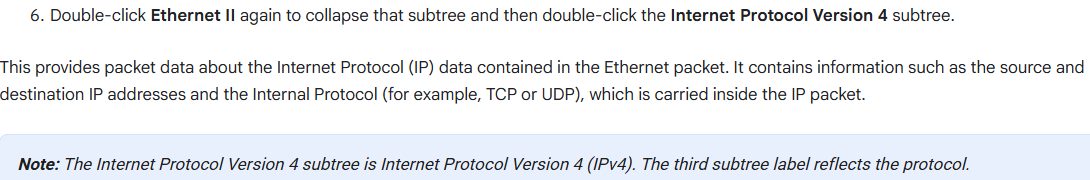 6. Double-click Ethernet II again to collapse that subtree and then double-click the Internet Protocol Version 4 subtree.
This provides packet data about the Internet Protocol (IP) data contained in the Ethernet packet. It contains information such as the source and
destination IP addresses and the Internal Protocol (for example, TCP or UDP), which is carried inside the IP packet.
Note: The Internet Protocol Version 4 subtree is Internet Protocol Version 4 (IPv4). The third subtree label reflects the protocol.